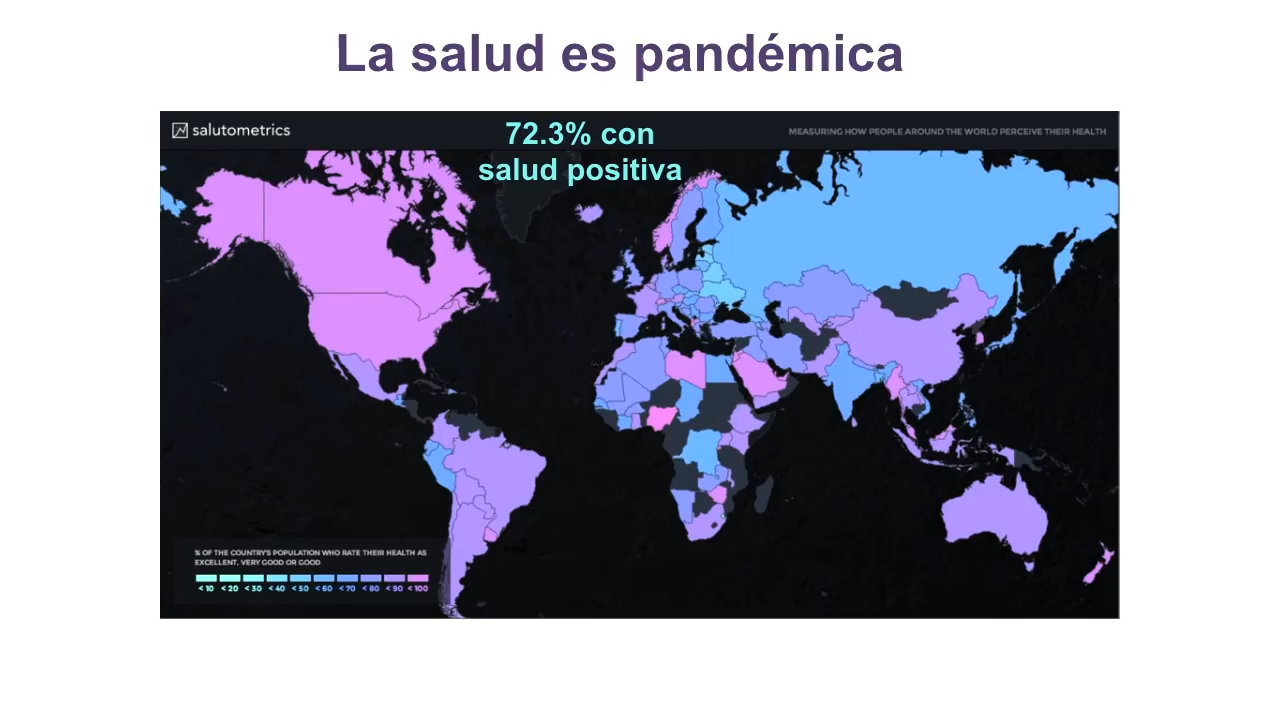 La salud es pandémica
salutometrics
72.3% con
salud positiva
MEASURING HOW PEOPLE AROUND THE WORLD PERCEIVE THEIR HEALTH
% OF THE COUNTRY'S POPULATION WHO RATE THEIR HEALTH AS
EXCELLENT, VERY GOOD OR GOOD
< 10 < 20 < 30 < 40 < 50 < 60 < 70 < 80 < 90 < 100